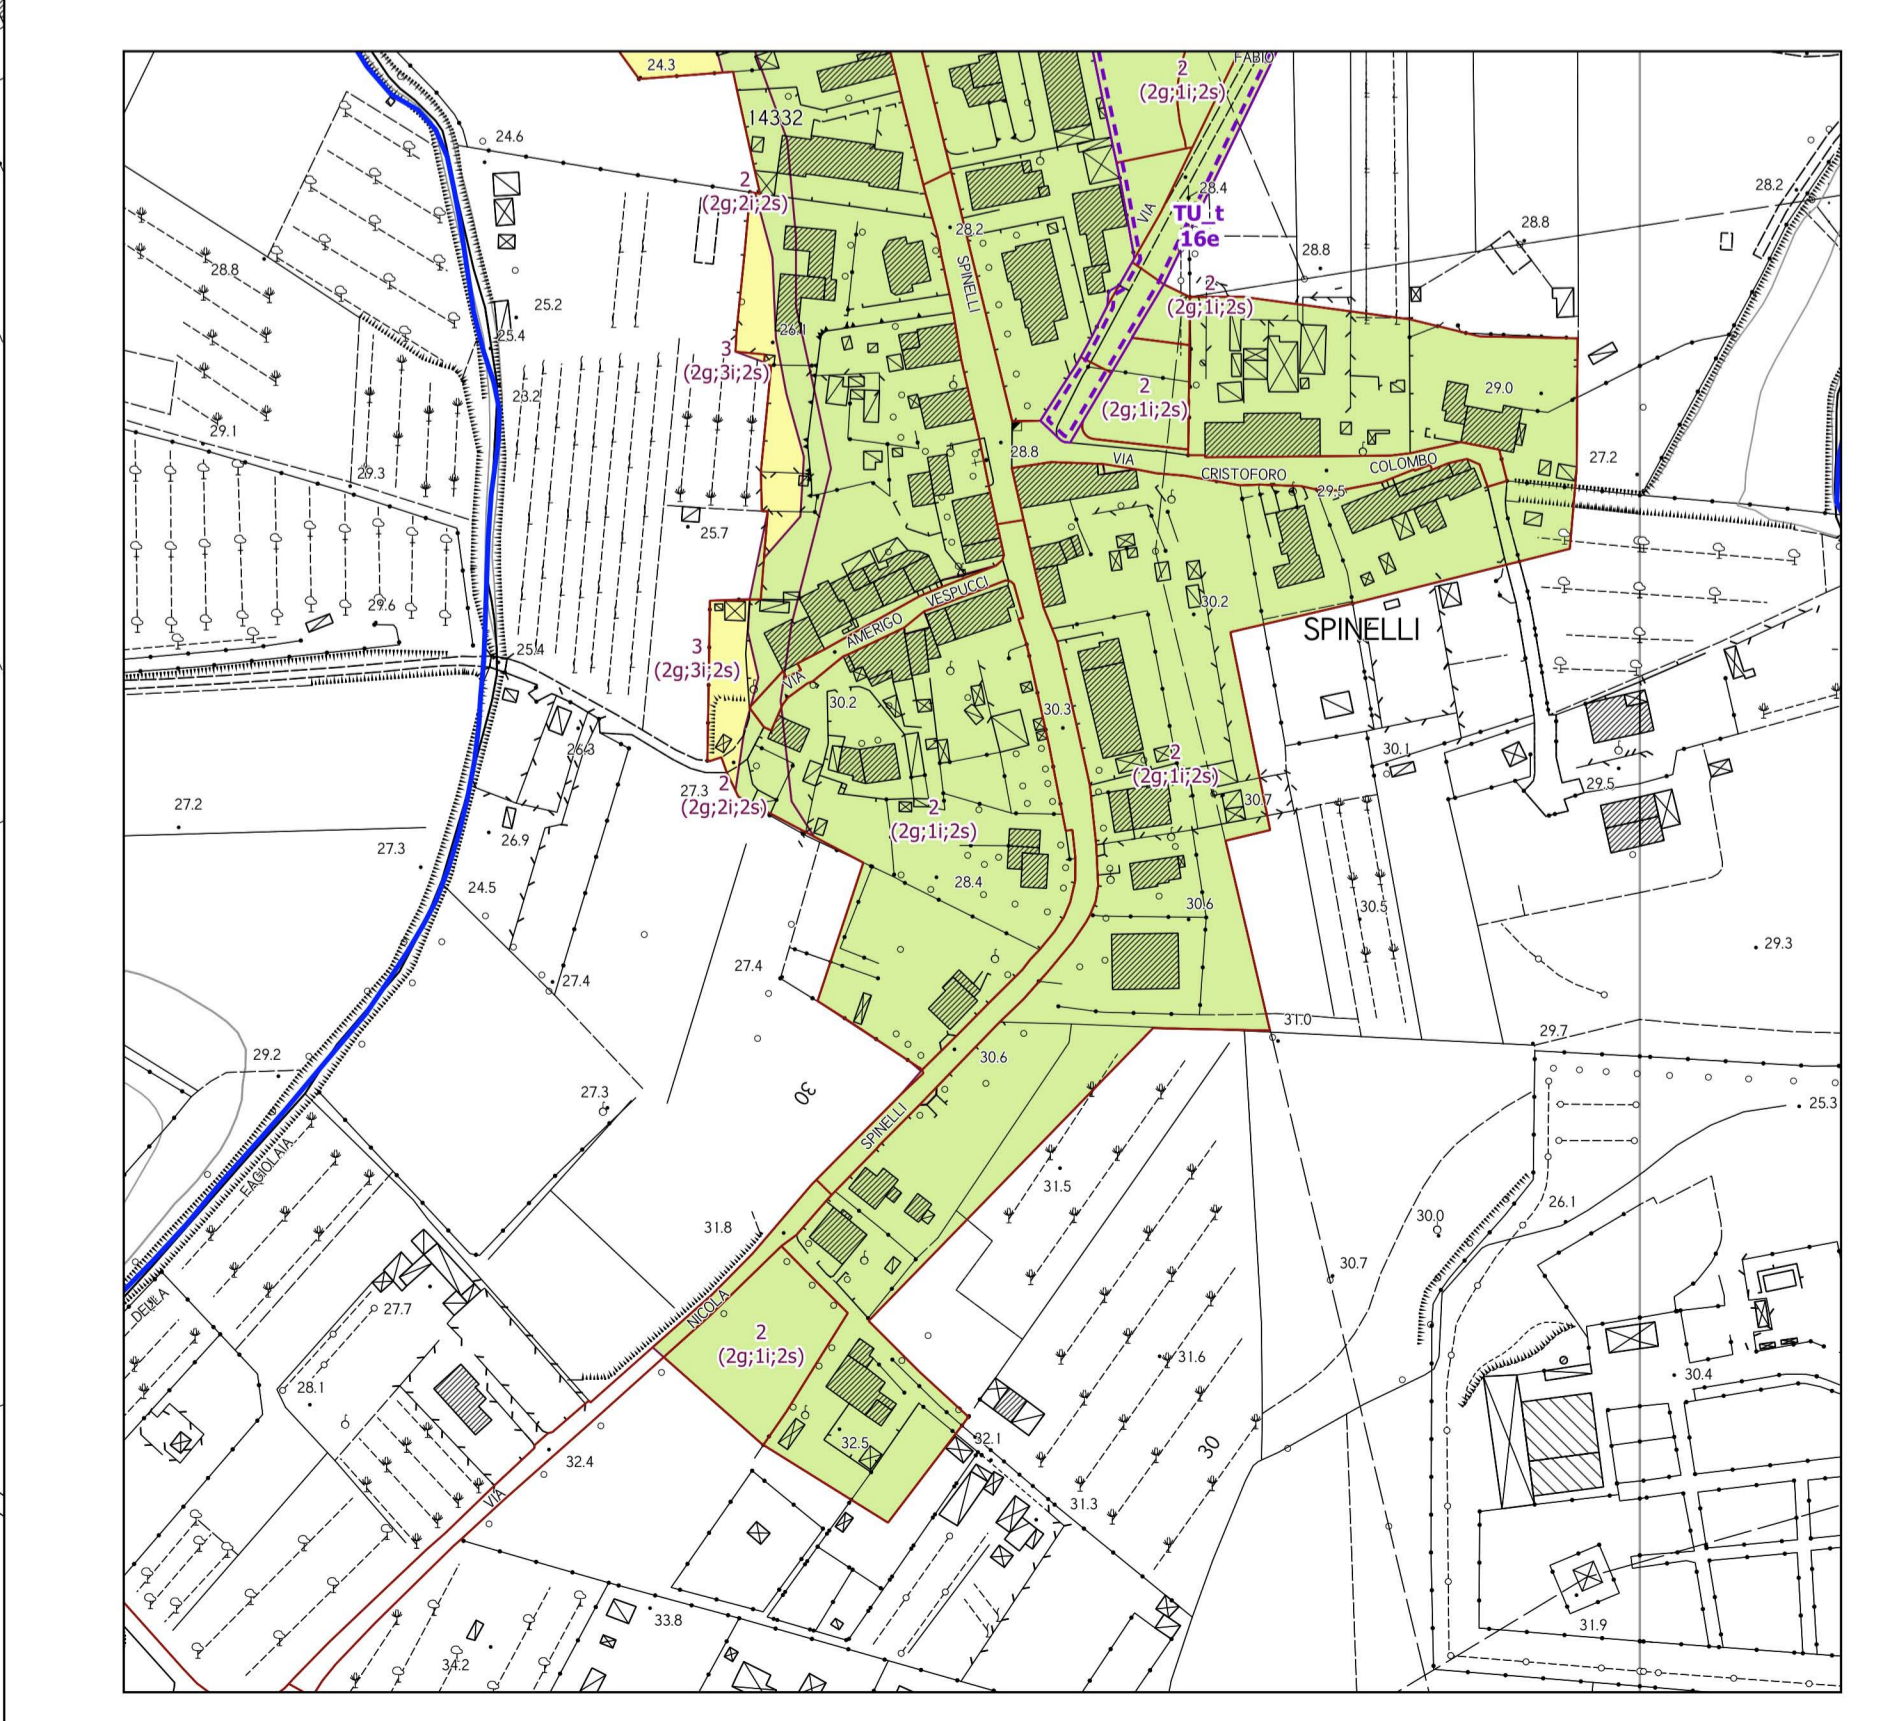 24.3
2
(2g;1i;2s)
FABIO
14332
24.6
28.2
28.4
2
(2g;2i;2s)
VIA
TU_t
16e
28.8
28.2
28.8
28.8
SPINELLI
25.2
2
(2g;1i;2s)
25.4
26.1
3
(2g;3i;2s)
23.2
2
(2g;1i;2s)
29.0
29.1
28.8
VIA
CRISTOFORO
COLOMBO
27.2
29.3
29.5
25.7
VESPUCCI
29.6
AMERIGO
30.2
SPINELLI
25.4
3
(2g;3i;2s)
VIA
30.2
30.3
26.3
30.1
2
(2g;1i;2s)
27.3
2
(2g;2i;2s)
29.5
27.2
30.7
2
(2g;1i;2s)
26.9
27.3
24.5
28.4
30.6
30.5
29.3
27.4
27.4
31.0
29.7
29.2
30.6
27.3
30
25.3
SPINELLI
FAGIOLAIA
31.5
26.1
31.8
30.0
30.7
DELLA
27.7
NICOLA
2
(2g;1i;2s)
31.6
30.4
28.1
32.5
32.1
30
32.4
VIA
31.3
33.8
31.9
34.2